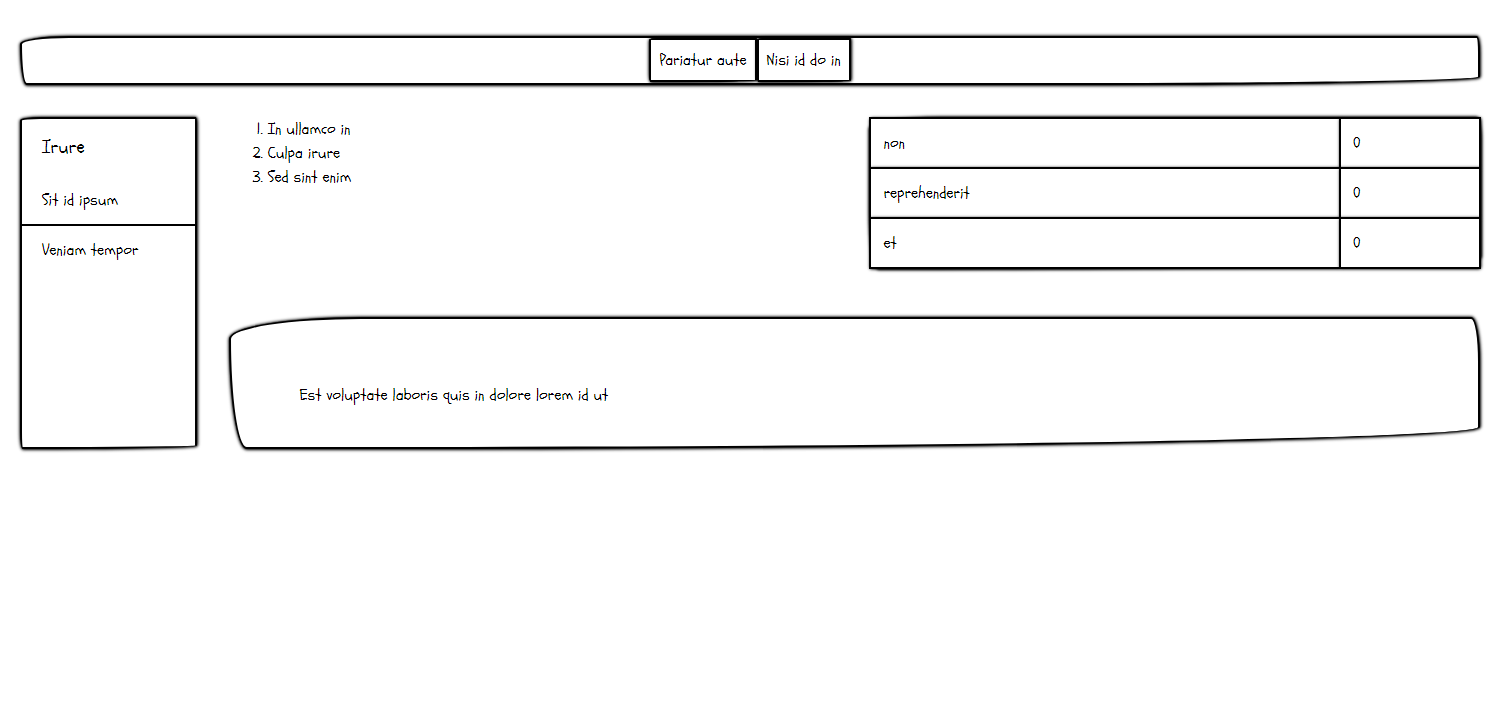 Pariatur aute
Nisi id do in
Irure
Sit id ipsum
Veniam tempor
1. In ullamco in
2. Culpa irure
3. Sed sint enim
non 0
reprehenderit 0
et 0
Est voluptate laboris quis in dolore lorem id ut